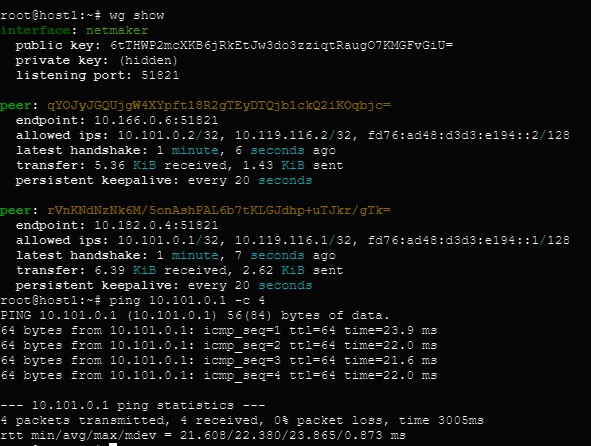 root@host1:~# wg show
interface: netmaker
public key: 6tTHWP2mcXKB6jRkEtJw3do3zziqtRaugO7KMGFvGiU=
private key: (hidden)
listening port: 51821
peer: qYOJyJGQUjgW4XYpft18R2gTEyDTQjb1ckQ2iKOqbjc=
endpoint: 10.166.0.6:51821
allowed ips: 10.101.0.2/32, 10.119.116.2/32, fd76:ad48:d3d3:e194::2/128
latest handshake: 1 minute, 6 seconds ago
transfer: 5.36 KiB received, 1.43 KiB sent
persistent keepalive: every 20 seconds
peer: rVnKNdNzNk6M/5onAshPAL6b7tKLGJdhp+uTJkr/gTk=
endpoint: 10.182.0.4:51821
allowed ips: 10.101.0.1/32, 10.119.116.1/32, fd76:ad48:d3d3:e194::1/128
latest handshake: 1 minute, 7 seconds ago
transfer: 6.39 KiB received, 2.62 KiB sent
persistent keepalive: every 20 seconds
root@host1:~# ping 10.101.0.1 -c 4
PING 10.101.0.1 (10.101.0.1) 56(84) bytes of data.
64 bytes from 10.101.0.1: icmp_seq=1 ttl=64 time=23.9 ms
64 bytes from 10.101.0.1: icmp_seq=2 ttl=64 time=22.0 ms
64 bytes from 10.101.0.1: icmp_seq=3 ttl=64 time=21.6 ms
64 bytes from 10.101.0.1: icmp_seq=4 ttl=64 time=22.0 ms
--- 10.101.0.1 ping statistics ---
4 packets transmitted, 4 received, 0% packet loss, time 3005ms
rtt min/avg/max/mdev = 21.608/22.380/23.865/0.873 ms